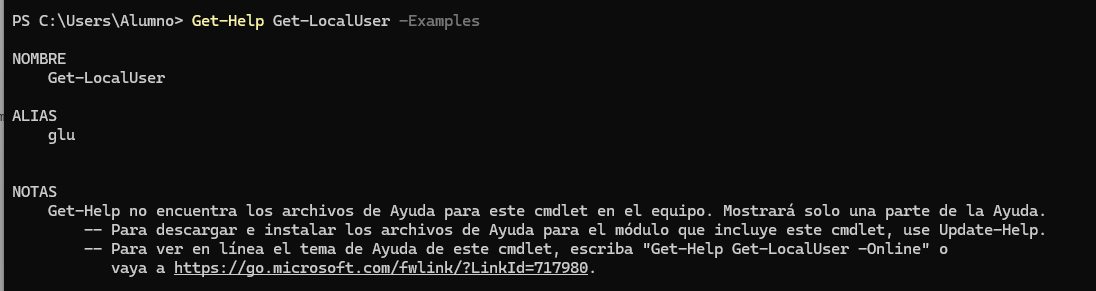 PS C:\Users\Alumno> Get-Help Get-LocalUser -Examples
NOMBRE
Get-LocalUser
ALIAS
glu
NOTAS
Get-Help no encuentra los archivos de Ayuda para este cmdlet en el equipo. Mostrará solo una parte de la Ayuda.
-- Para descargar e instalar los archivos de Ayuda para el módulo que incluye este cmdlet, use Update-Help.
-- Para ver en línea el tema de Ayuda de este cmdlet, escriba "Get-Help Get-LocalUser -Online" o
vaya a https://go.microsoft.com/fwlink/?LinkId=717980.